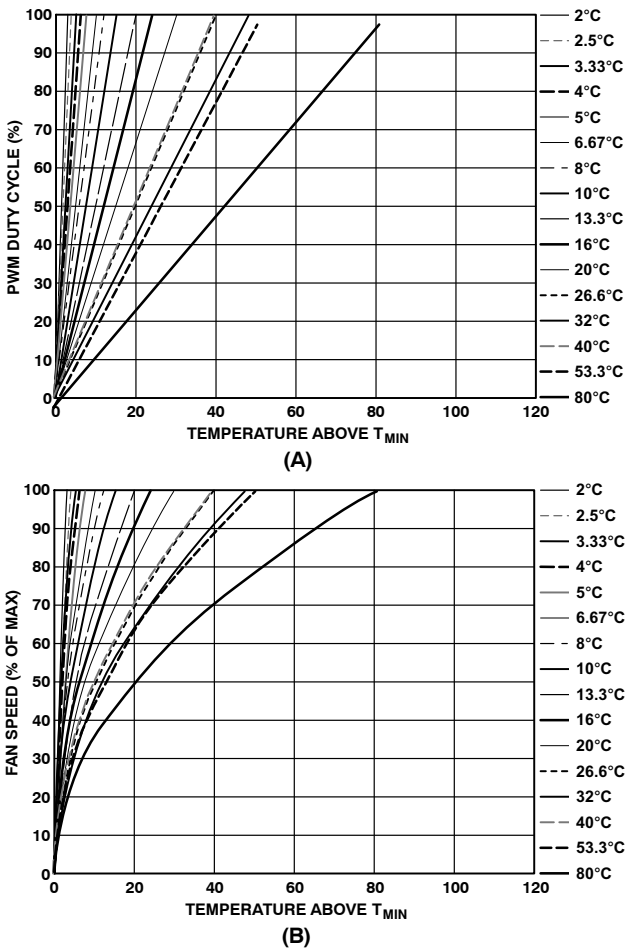 PWM DUTY CYCLE (%)
100
90
80
70
60
50
40
30
20
10
0
0 20 40 60 80 100 120
TEMPERATURE ABOVE TMIN
(A)
2°C
2.5°C
3.33°C
4°C
5°C
6.67°C
8°C
10°C
13.3°C
16°C
20°C
26.6°C
32°C
40°C
53.3°C
80°C
FAN SPEED (% OF MAX)
100
90
80
70
60
50
40
30
20
10
0
0 20 40 60 80 100 120
TEMPERATURE ABOVE TMIN
(B)
2°C
2.5°C
3.33°C
4°C
5°C
6.67°C
8°C
10°C
13.3°C
16°C
20°C
26.6°C
32°C
40°C
53.3°C
80°C